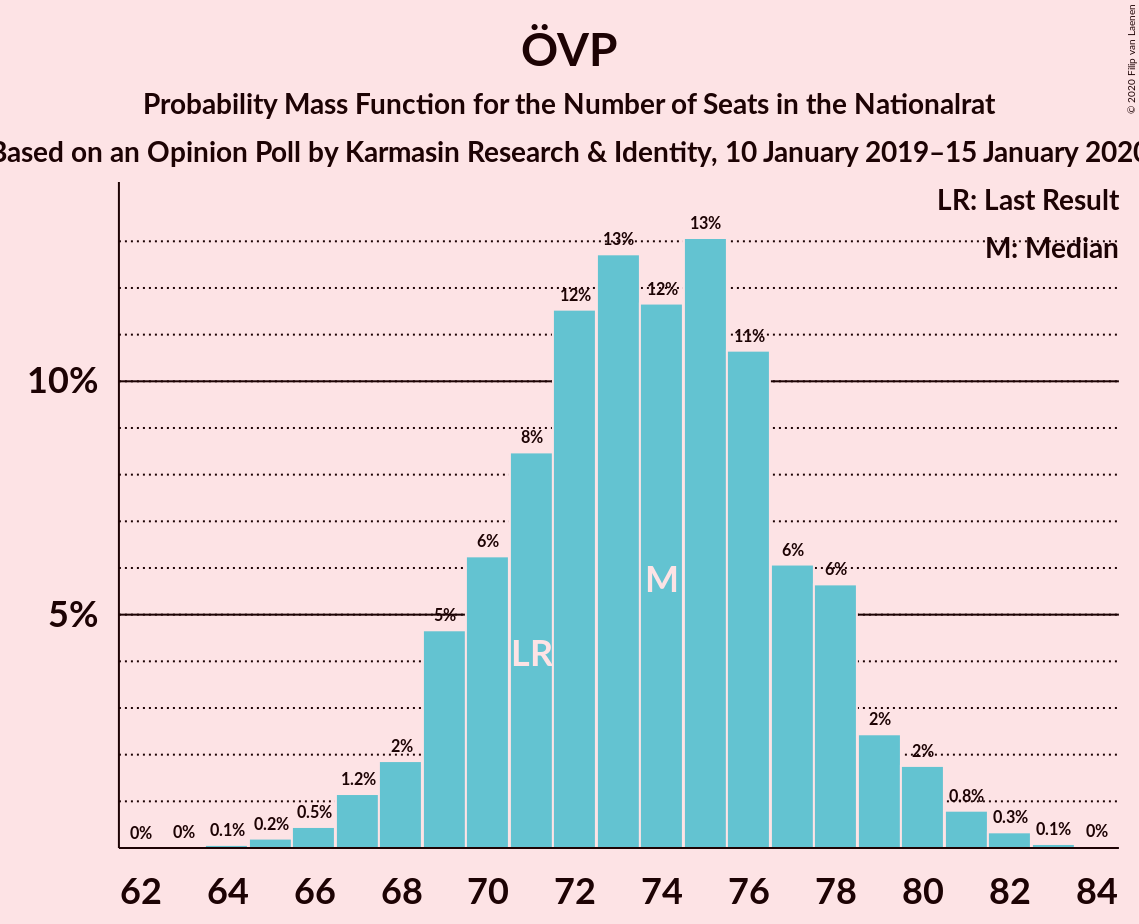 ÖVP
Probability Mass Function for the Number of Seats in the Nationalrat
Based on an Opinion Poll by Karmasin Research & Identity, 10 January 2019–15 January 2020
© 2020 Filip van Laenen
LR: Last Result
M: Median
10%
5%
0% 0% 0.1% 0.2% 0.5% 1.2% 2% 5% 6% 8% 12% 13% 12% 13% 11% 6% 6% 2% 2% 0.8% 0.3% 0.1% 0%
LR
M
62 64 66 68 70 72 74 76 78 80 82 84